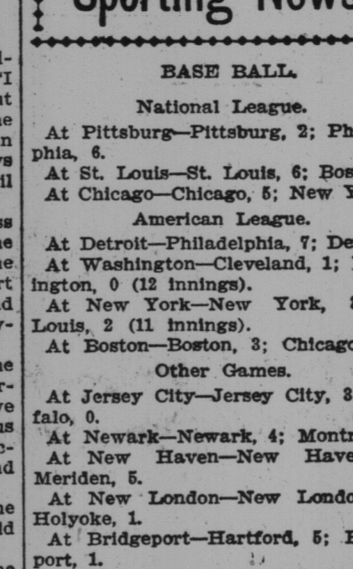 Sporting News
BASE BALL.
National League.
At Pittsburg—Pittsburg, 2; Ph
phia, 6.
At St. Louis—St. Louis, 6; Bos
At Chicago—Chicago, 5; New Y
American League.
At Detroit—Philadelphia, 7; De
At Washington—Cleveland, 1;
ington, 0 (12 innings).
At New York—New York,
Louis, 2 (11 innings).
At Boston—Boston, 3; Chicago
Other Games.
At Jersey City—Jersey City, 3
falo, 0.
At Newark—Newark, 4; Montr
At New Haven—New Have
Meriden, 5.
At New London—New Londo
Holyoke, 1.
At Bridgeport—Hartford, 5; B
port, 1.